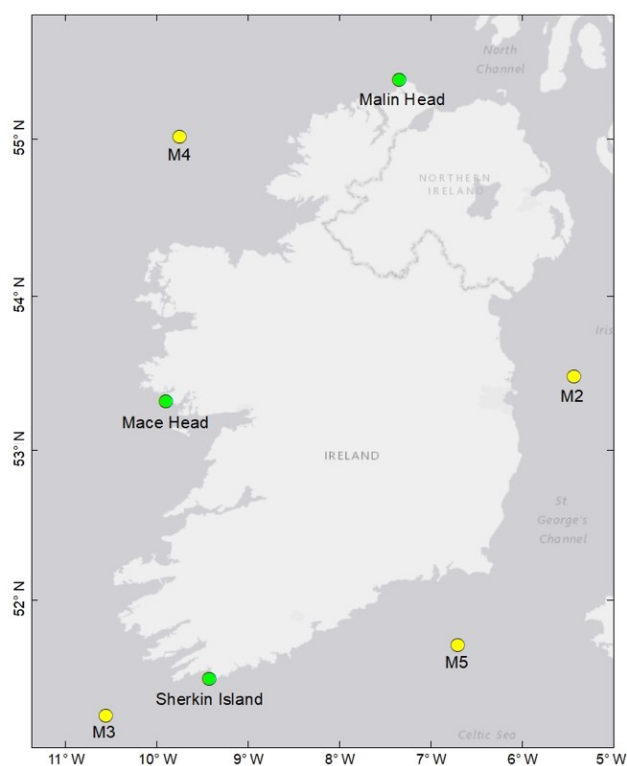 North
Channel
Malin Head
55° N
M4
NORTHERN
IRELAND
54° N
Iris
M2
Mace Head
53° N
IRELAND
St.
George's
Channel
52° N
M5
Sherkin Island
M3
Celtic Sea
11° W 10° W 9° W 8° W 7° W 6° W 5° W